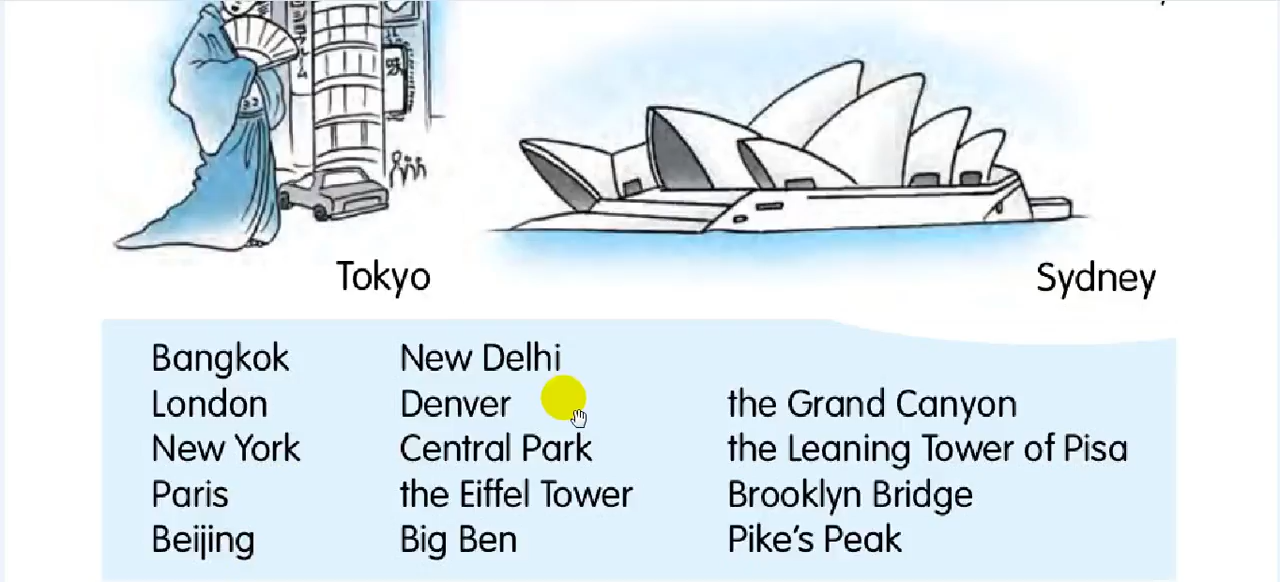 Tokyo
Sydney
Bangkok New Delhi
London Denver the Grand Canyon
New York Central Park the Leaning Tower of Pisa
Paris the Eiffel Tower Brooklyn Bridge
Beijing Big Ben Pike's Peak